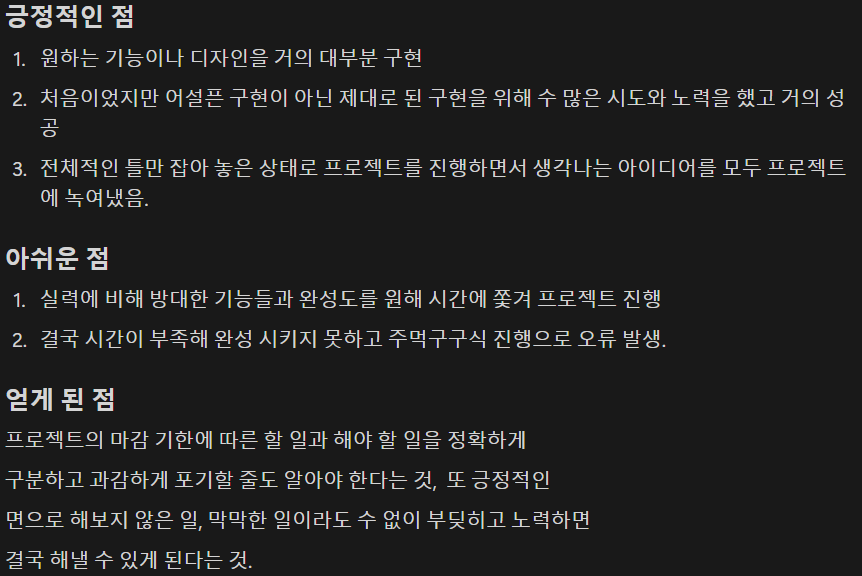 긍정적인 점
1. 원하는 기능이나 디자인을 거의 대부분 구현
2. 처음이었지만 어설픈 구현이 아닌 제대로 된 구현을 위해 수 많은 시도와 노력을 했고 거의 성
공
3. 전체적인 틀만 잡아 놓은 상태로 프로젝트를 진행하면서 생각나는 아이디어를 모두 프로젝트
에 녹여냈음.
아쉬운 점
1. 실력에 비해 방대한 기능들과 완성도를 원해 시간에 쫓겨 프로젝트 진행
2. 결국 시간이 부족해 완성 시키지 못하고 주먹구구식 진행으로 오류 발생.
얻게 된 점
프로젝트의 마감 기한에 따른 할 일과 해야 할 일을 정확하게
구분하고 과감하게 포기할 줄도 알아야 한다는 것, 또 긍정적인
면으로 해보지 않은 일, 막막한 일이라도 수 없이 부딪히고 노력하면
결국 해낼 수 있게 된다는 것.